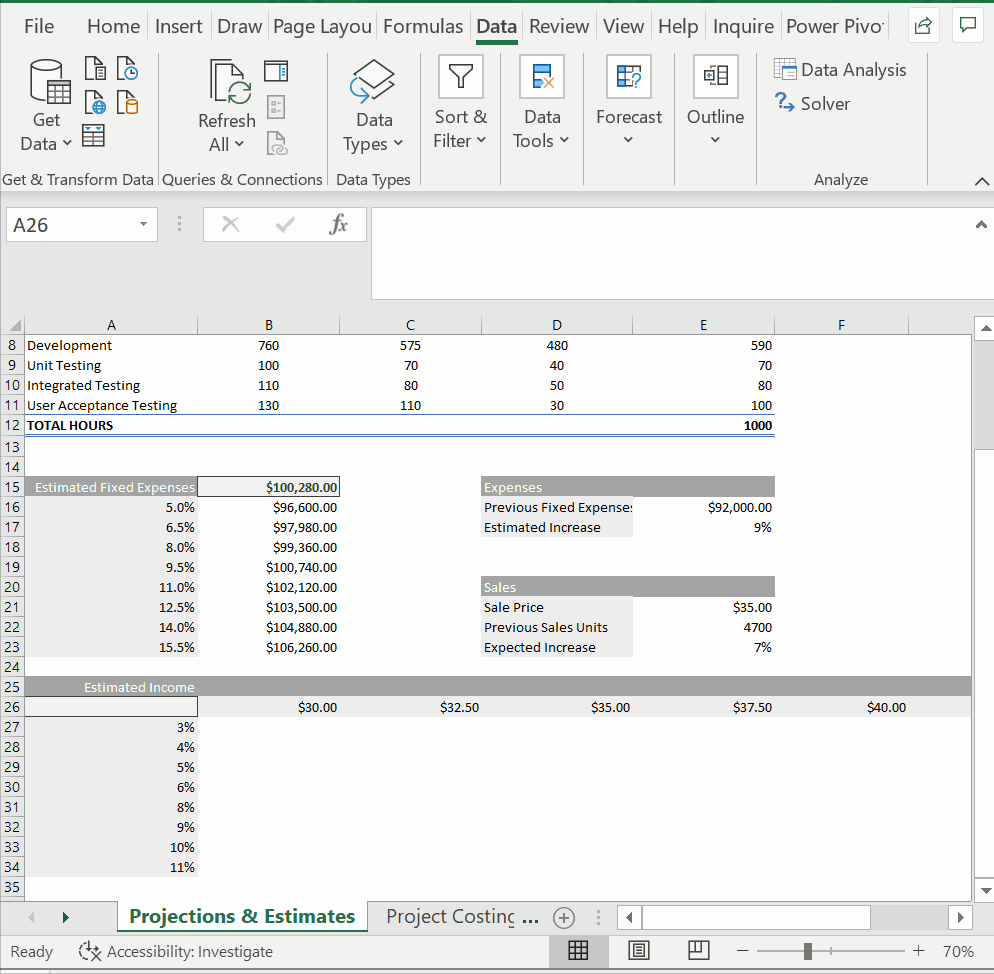 File Home Insert Draw Page Layou Formulas Data Review View Help Inquire Power Pivo
Get Data
Refresh All
Data Types
Sort & Filter
Data Tools
Forecast
Outline
Data Analysis
Solver
Get & Transform Data Queries & Connections Data Types Analyze
A26 fx
A B C D E F
8 Development 760 575 480 590
9 Unit Testing 100 70 40 70
10 Integrated Testing 110 80 50 80
11 User Acceptance Testing 130 110 30 100
12 TOTAL HOURS 1000
13
14
15 Estimated Fixed Expenses $100,280.00 Expenses
16 5.0% $96,600.00 Previous Fixed Expenses $92,000.00
17 6.5% $97,980.00 Estimated Increase 9%
18 8.0% $99,360.00
19 9.5% $100,740.00
20 11.0% $102,120.00 Sales
21 12.5% $103,500.00 Sale Price $35.00
22 14.0% $104,880.00 Previous Sales Units 4700
23 15.5% $106,260.00 Expected Increase 7%
24
25 Estimated Income
26 $30.00 $32.50 $35.00 $37.50 $40.00
27 3%
28 4%
29 5%
30 6%
31 8%
32 9%
33 10%
34 11%
35
Projections & Estimates Project Costing ...
Ready Accessibility: Investigate 70%